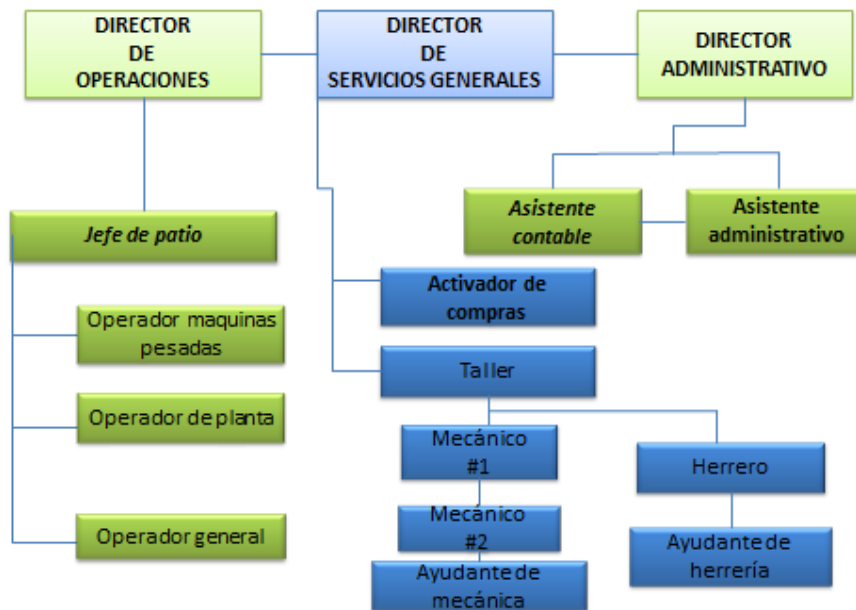 DIRECTOR
DE
OPERACIONES
DIRECTOR
DE
SERVICIOS GENERALES
DIRECTOR
ADMINISTRATIVO
Jefe de patio
Asistente
contable
Asistente
administrativo
Operador maquinas
pesadas
Operador de planta
Operador general
Activador de
compras
Taller
Mecánico
#1
Mecánico
#2
Ayudante de
mecánica
Herrero
Ayudante de
herrería